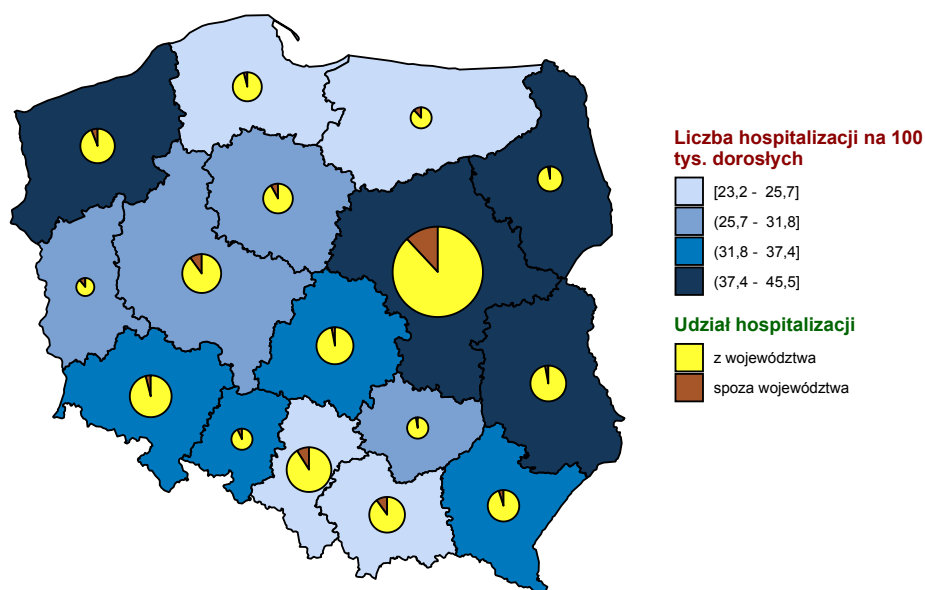 Liczba hospitalizacji na 100
tys. dorosłych
[23,2 - 25,7]
(25,7 - 31,8]
(31,8 - 37,4]
(37,4 - 45,5]
Udział hospitalizacji
z województwa
spoza województwa